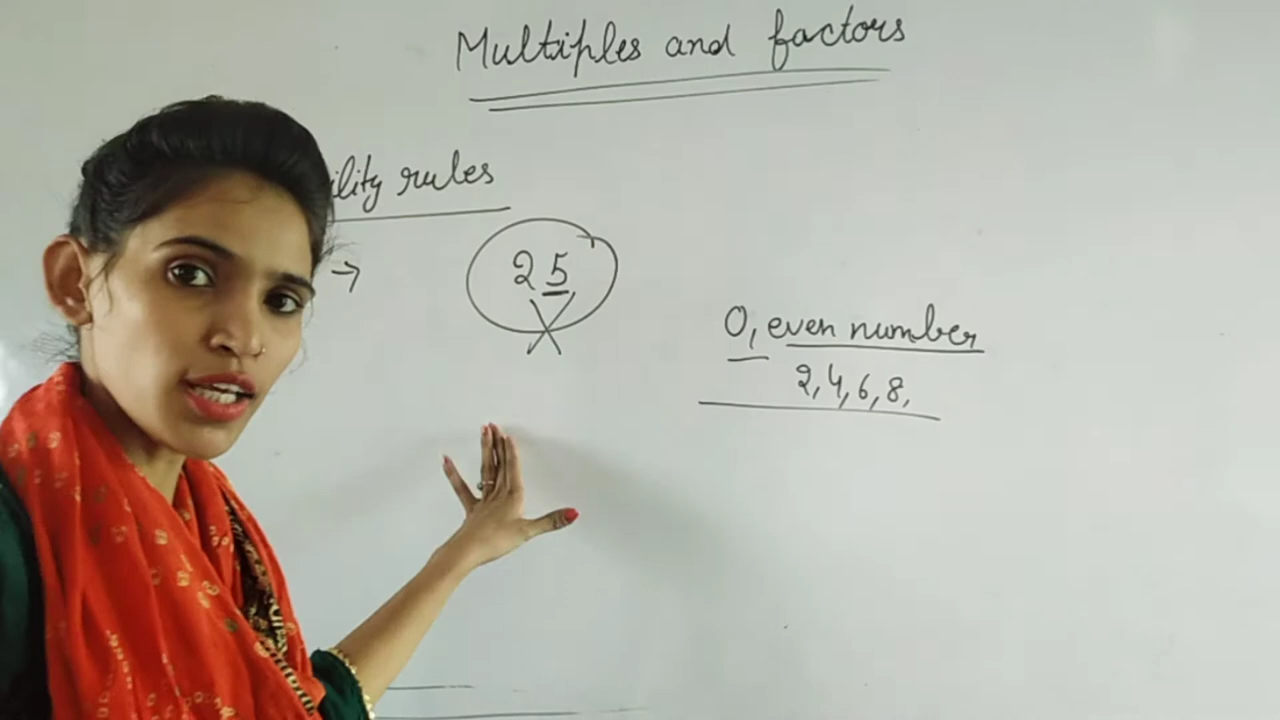 Multiples and factors
ility rules
→ 25
0, even number
2, 4, 6, 8,